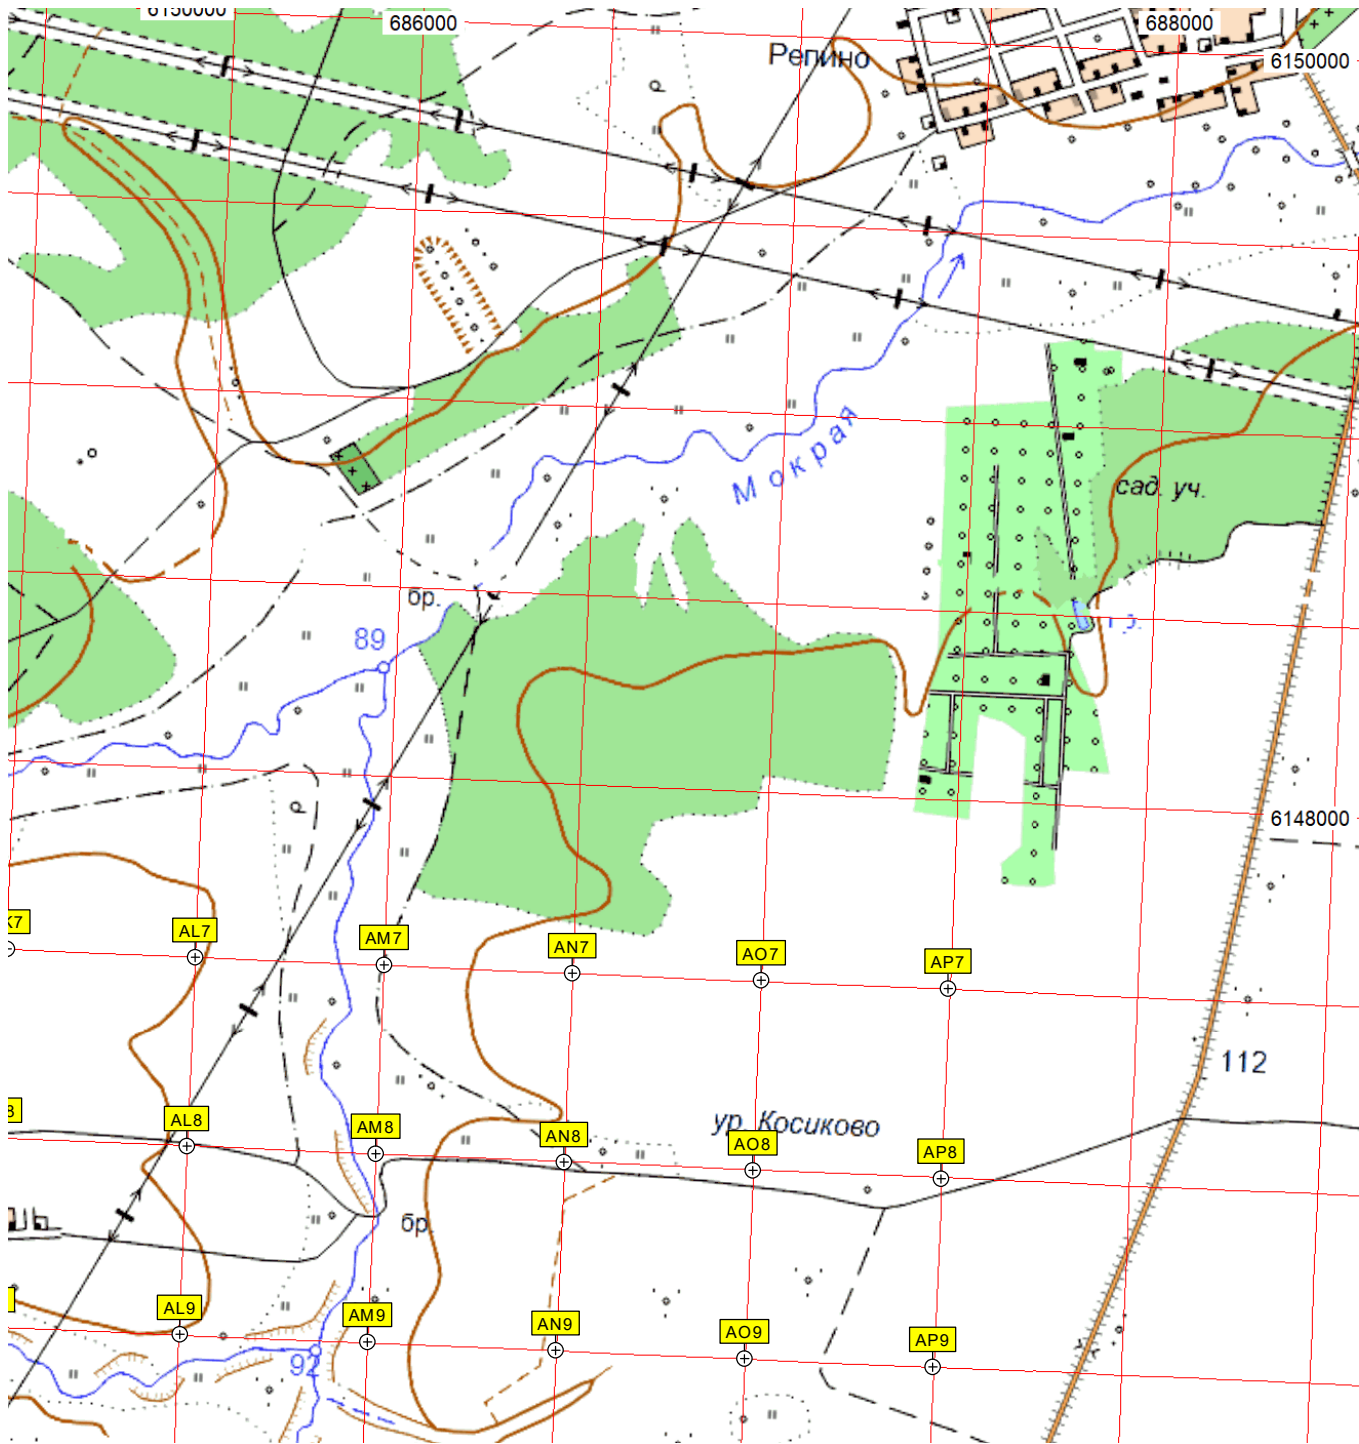 6150000
686000
688000
Репино
6150000
Мокрая
сад. уч.
бр.
89
6148000
AL7
AM7
AN7
AO7
AP7
112
AL8
AM8
ур. Косиково
AN8
AO8
AP8
бр.
AL9
AM9
AN9
AO9
AP9
92